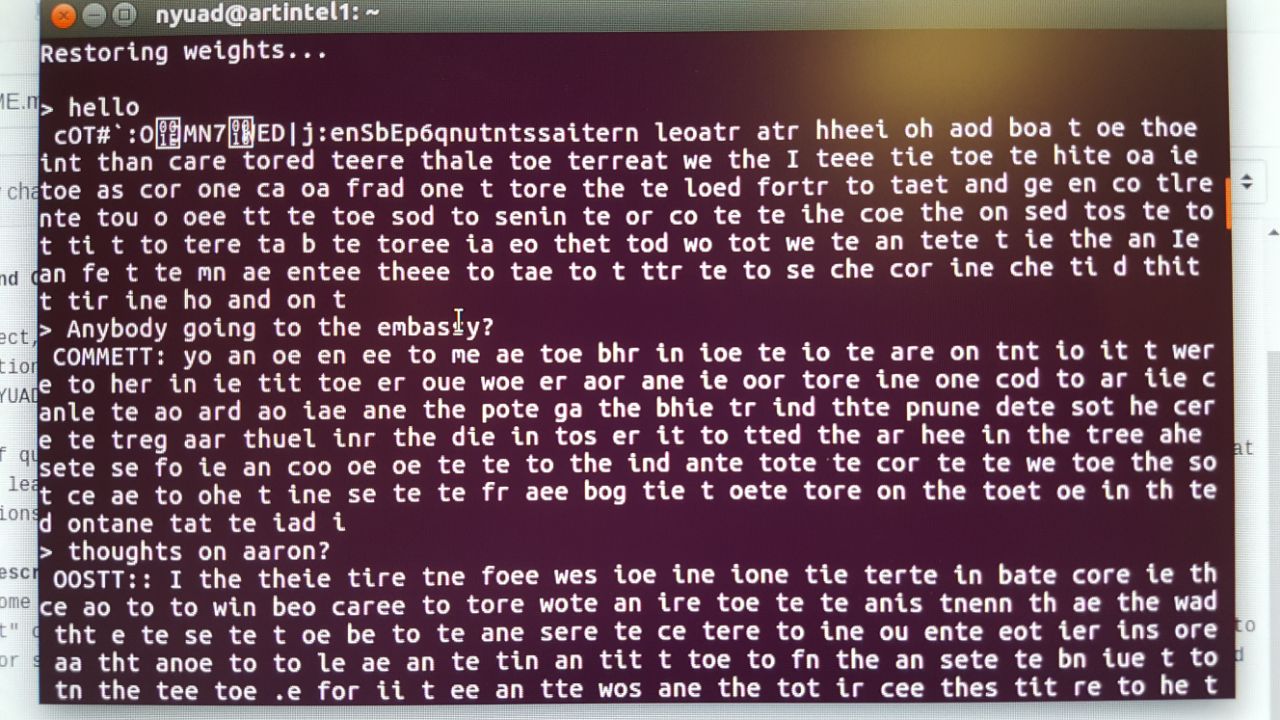 nyuad@artintel1: ~
Restoring weights...
> hello
MN7
ED|j:enSbEp6qnutntssaitern leoatr atr hheei oh aod boa t oe thoe
int than care tored teere thale toe terreat we the I teee tie toe te hite oa ie
toe as cor one ca oa frad one t tore the te loed fortr to taet and ge en co tlre
nte tou o oee tt te toe sod to senin te or co te te ihe coe the on sed tos te to
t ti t to tere ta b te toree ia eo thet tod wo tot we te an tete t ie the an Ie
an fe t te mn ae entee theee to tae to t ttr te to se che cor ine che ti d thit
t tir ine ho and on t
> Anybody going to the embassy?
COMMETT: yo an oe en ee to me ae toe bhr in ioe te io te are on tnt io it t wer
e to her in ie tit toe er oue woe er aor ane ie oor tore ine one cod to ar iie c
anle te ao ard ao iae ane the pote ga the bhie tr ind thte pnune dete sot he cer
e te treg aar thuel inr the die in tos er it to tted the ar hee in the tree ahe
sete se fo ie an coo oe oe te te to the ind ante tote te cor te te we toe the so
t ce ae to ohe t ine se te te fr aee bog tie t oete tore on the toet oe in th te
d ontane tat te iad i
> thoughts on aaron?
OOSTT:: I the theie tire tne foee wes ioe ine ione tie terte in bate core ie th
ce ao to to win beo caree to tore wote an ire toe te te anis tnenn th ae the wad
tht e te se te t oe be to te ane sere te ce tere to ine ou ente eot ier ins ore
aa tht anoe to to le ae an te tin an tit t toe to fn the an sete te bn iue t to
tn the tee toe .e for ii t ee an tte wos ane the tot ir cee thes tit re to he t